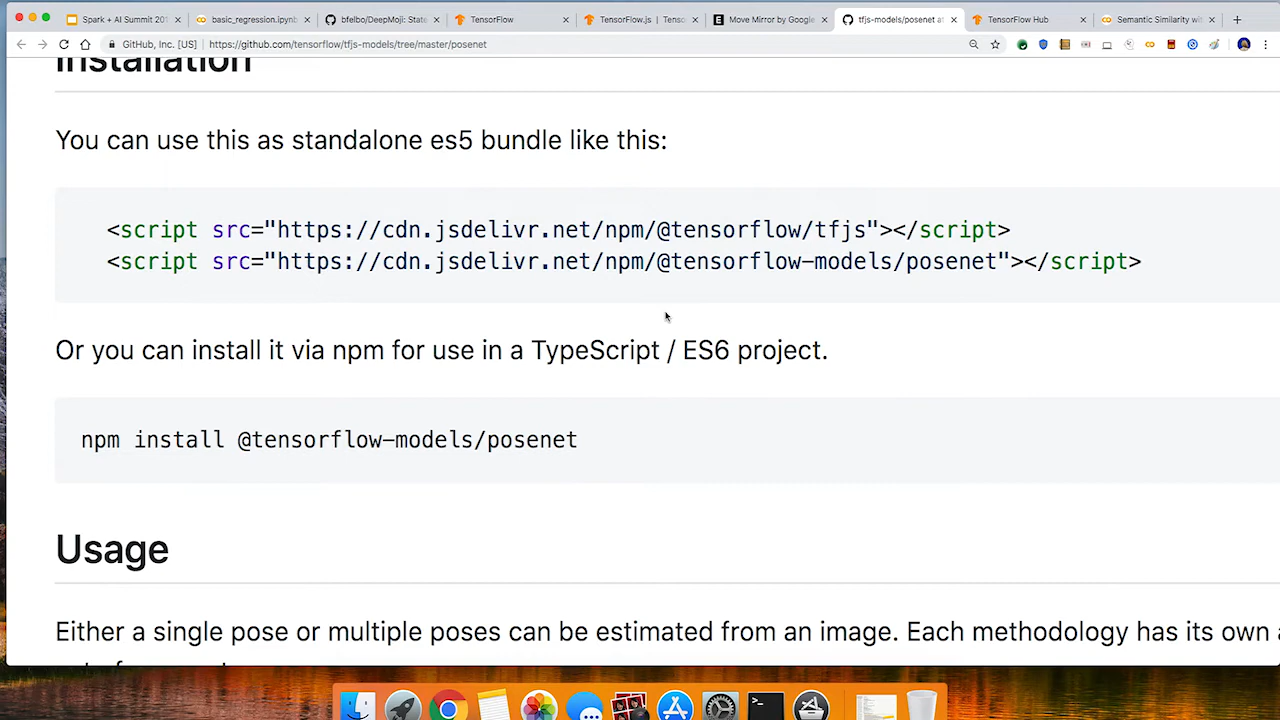 Spark + AI Summit 201
basic_regression.ipynb
bfelbo/DeepMoji: State
TensorFlow
TensorFlow.js | Tenso
Move Mirror by Google
tfjs-models/posenet at
TensorFlow Hub
Semantic Similarity wit
GitHub, Inc. [US] | https://github.com/tensorflow/tfjs-models/tree/master/posenet
Installation
You can use this as standalone es5 bundle like this:
<script src="https://cdn.jsdelivr.net/npm/@tensorflow/tfjs"></script>
<script src="https://cdn.jsdelivr.net/npm/@tensorflow-models/posenet"></script>
Or you can install it via npm for use in a TypeScript / ES6 project.
npm install @tensorflow-models/posenet
Usage
Either a single pose or multiple poses can be estimated from an image. Each methodology has its own a